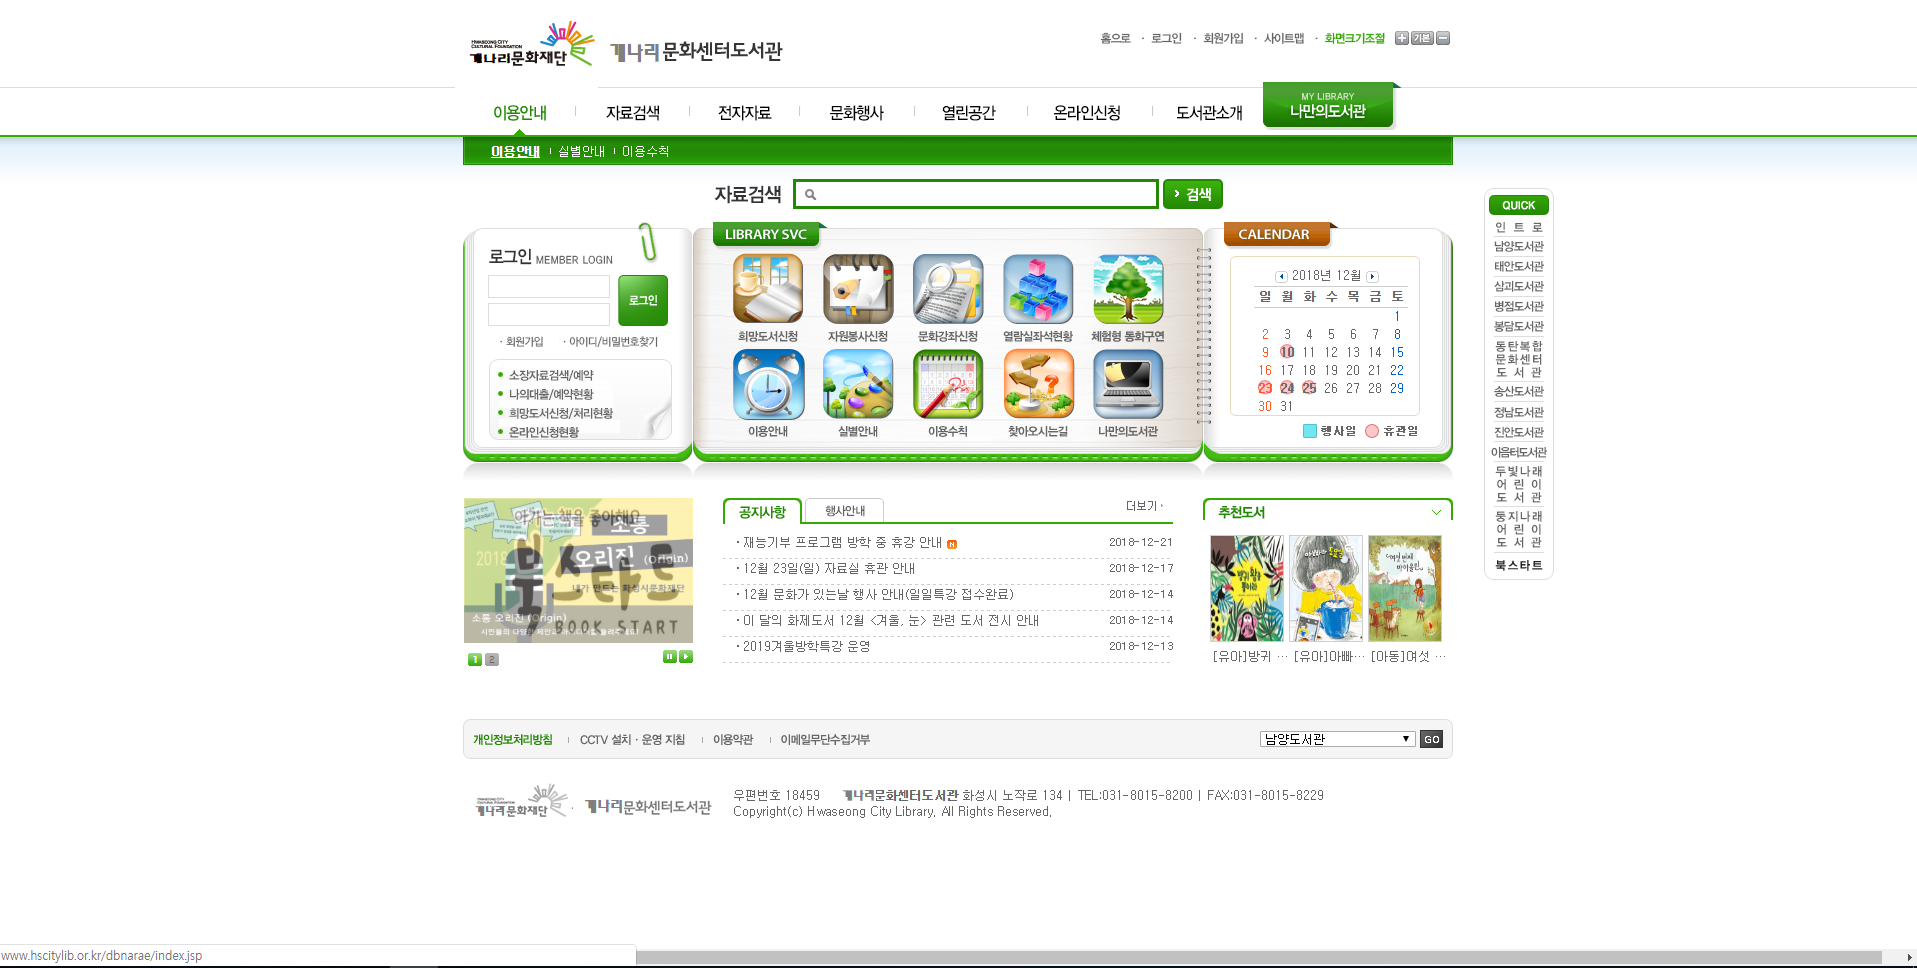 HWASEONG CITY
CULTURAL FOUNDATION
개나리문화재단
개나리 문화센터도서관
홈으로 · 로그인 · 회원가입 · 사이트맵 · 화면크기조절 + 기본 -
이용안내 자료검색 전자자료 문화행사 열린공간 온라인신청 도서관소개
MY LIBRARY
나만의도서관
이용안내 실별안내 이용수칙
자료검색
검색
로그인 MEMBER LOGIN
로그인
· 회원가입 · 아이디/비밀번호찾기
소장자료검색/예약
나의대출/예약현황
희망도서신청/처리현황
온라인신청현황
LIBRARY SVC
희망도서신청 자원봉사신청 문화강좌신청 열람실좌석현황 체험형 동화구연
이용안내 실별안내 이용수칙 찾아오시는길 나만의도서관
CALENDAR
2018년 12월
일 월 화 수 목 금 토
1
2 3 4 5 6 7 8
9 10 11 12 13 14 15
16 17 18 19 20 21 22
23 24 25 26 27 28 29
30 31
행사일 휴관일
QUICK
인 트 로
남양도서관
태안도서관
삼괴도서관
병점도서관
봉담도서관
동탄복합
문화센터
도 서 관
송산도서관
정남도서관
진안도서관
이음터도서관
두빛나래
어 린 이
도 서 관
둥지나래
어 린 이
도 서 관
북스타트
아가는 책을 좋아해요
소통
2018
오리진 (Origin)
북스타트
내가 만드는 화성시문화재단
소통 오리진 (Origin)
BOOK START
1 2
공지사항 행사안내 더보기 ·
· 재능기부 프로그램 방학 중 휴강 안내 N 2018-12-21
· 12월 23일(일) 자료실 휴관 안내 2018-12-17
· 12월 문화가 있는날 행사 안내(일일특강 접수완료) 2018-12-14
· 이 달의 화제도서 12월 <겨울, 눈> 관련 도서 전시 안내 2018-12-14
· 2019겨울방학특강 운영 2018-12-13
추천도서
[유아]방귀 … [유아]아빠… [아동]여섯 …
개인정보처리방침 CCTV 설치 · 운영 지침 이용약관 이메일무단수집거부
남양도서관 ▼ GO
HWASEONG CITY
CULTURAL FOUNDATION
개나리문화재단
개나리문화센터도서관
우편번호 18459 개나리문화센터도서관 화성시 노작로 134 | TEL:031-8015-8200 | FAX:031-8015-8229
Copyright(c) Hwaseong City Library, All Rights Reserved,
www.hscitylib.or.kr/dbnarae/index.jsp